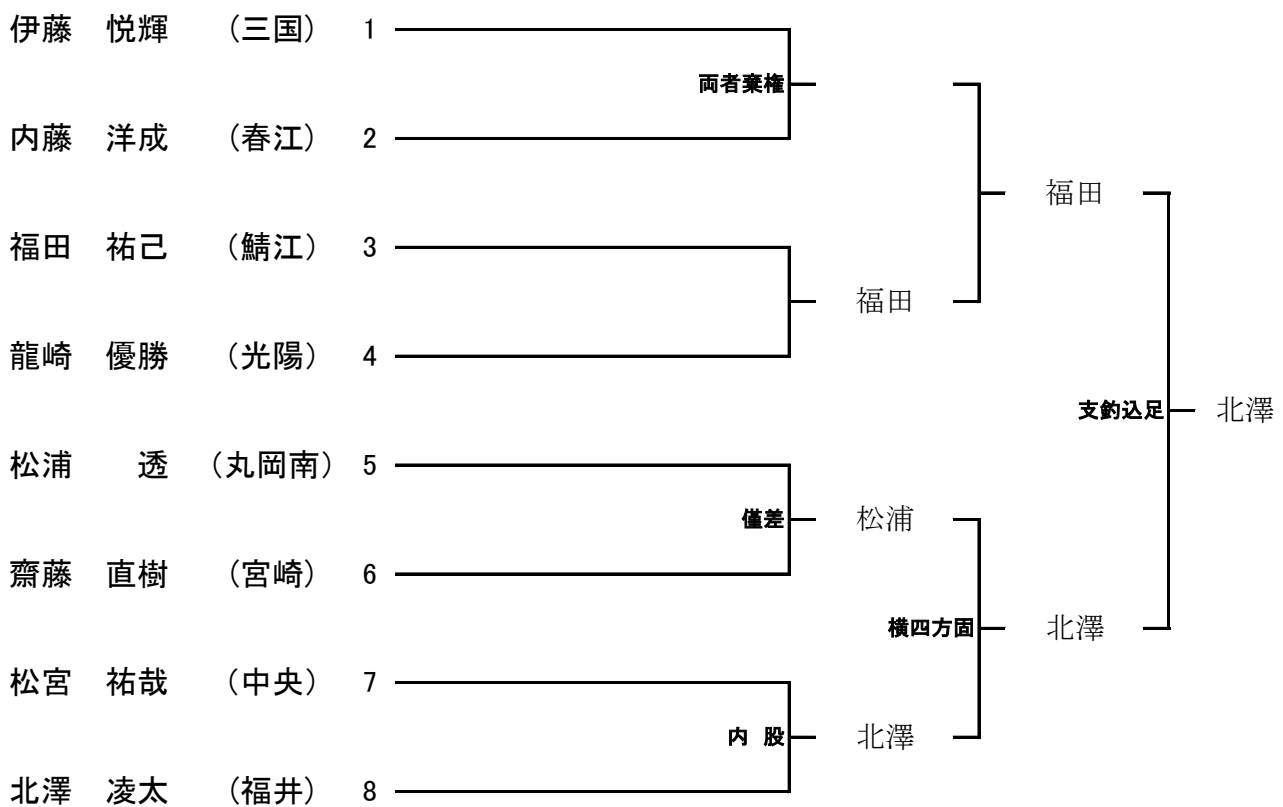 伊藤 悦輝 (三国) 1
両者棄権
内藤 洋成 (春江) 2
福田
福田 祐己 (鯖江) 3
福田
龍崎 優勝 (光陽) 4
支釣込足 北澤
松浦 透 (丸岡南) 5
僅差 松浦
齋藤 直樹 (宮崎) 6
横四方固 北澤
松宮 祐哉 (中央) 7
内 股 北澤
北澤 凌太 (福井) 8